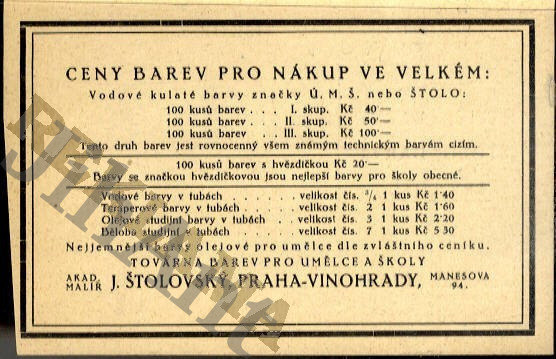 CENY BAREV PRO NÁKUP VE VELKÉM:
Vodové kulaté barvy značky Ú. M. Š. nebo ŠTOLO:
100 kusů barev . . . I. skup. Kč 40·—
100 kusů barev . . . II. skup. Kč 50·—
100 kusů barev . . . III. skup. Kč 100·—
Tento druh barev jest rovnocenný všem známým technickým barvám cizím.
100 kusů barev s hvězdičkou Kč 20·—
Barvy se značkou hvězdičkovou jsou nejlepší barvy pro školy obecné.
Vodové barvy v tubách . . . . velikost čís. ³/₄ 1 kus Kč 1·40
Temperové barvy v tubách . . . . velikost čís. 2 1 kus Kč 1·60
Olejové studijní barvy v tubách . . velikost čís. 3 1 kus Kč 2·20
Běloba studijní v tubách . . . . velikost čís. 7 1 kus Kč 5·30
Nejjemnější barvy olejové pro umělce dle zvláštního ceníku.
TOVÁRNA BAREV PRO UMĚLCE A ŠKOLY
AKAD. MALÍŘ J. ŠTOLOVSKÝ, PRAHA-VINOHRADY, MANESOVA 94.